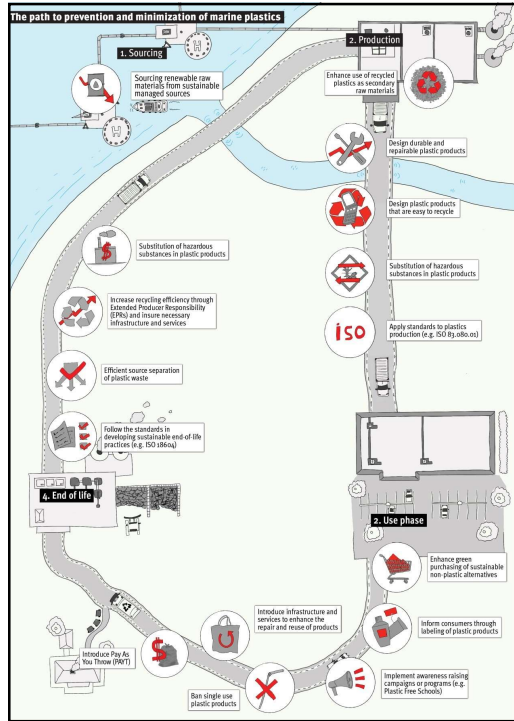 The path to prevention and minimization of marine plastics
1. Sourcing
H
Sourcing renewable raw
materials from sustainable
managed sources
H
2. Production
Enhance use of recycled
plastics as secondary
raw materials
Design durable and
repairable plastic products
Design plastic products
that are easy to recycle
Substitution of hazardous
substances in plastic products
iso
Apply standards to plastics
production (e.g. ISO 83.080.01)
2. Use phase
Enhance green
purchasing of sustainable
non-plastic alternatives
Inform consumers through
labeling of plastic products
Implement awareness raising
campaigns or programs (e.g.
Plastic Free Schools)
Ban single use
plastic products
Introduce infrastructure and
services to enhance the
repair and reuse of products
$
Introduce Pay As
You Throw (PAYT)
4. End of life
Follow the standards in
developing sustainable end-of-life
practices (e.g. ISO 18604)
Efficient source separation
of plastic waste
Increase recycling efficiency through
Extended Producer Responsibility
(EPRs) and insure necessary
infrastructure and services
$
Substitution of hazardous
substances in plastic products